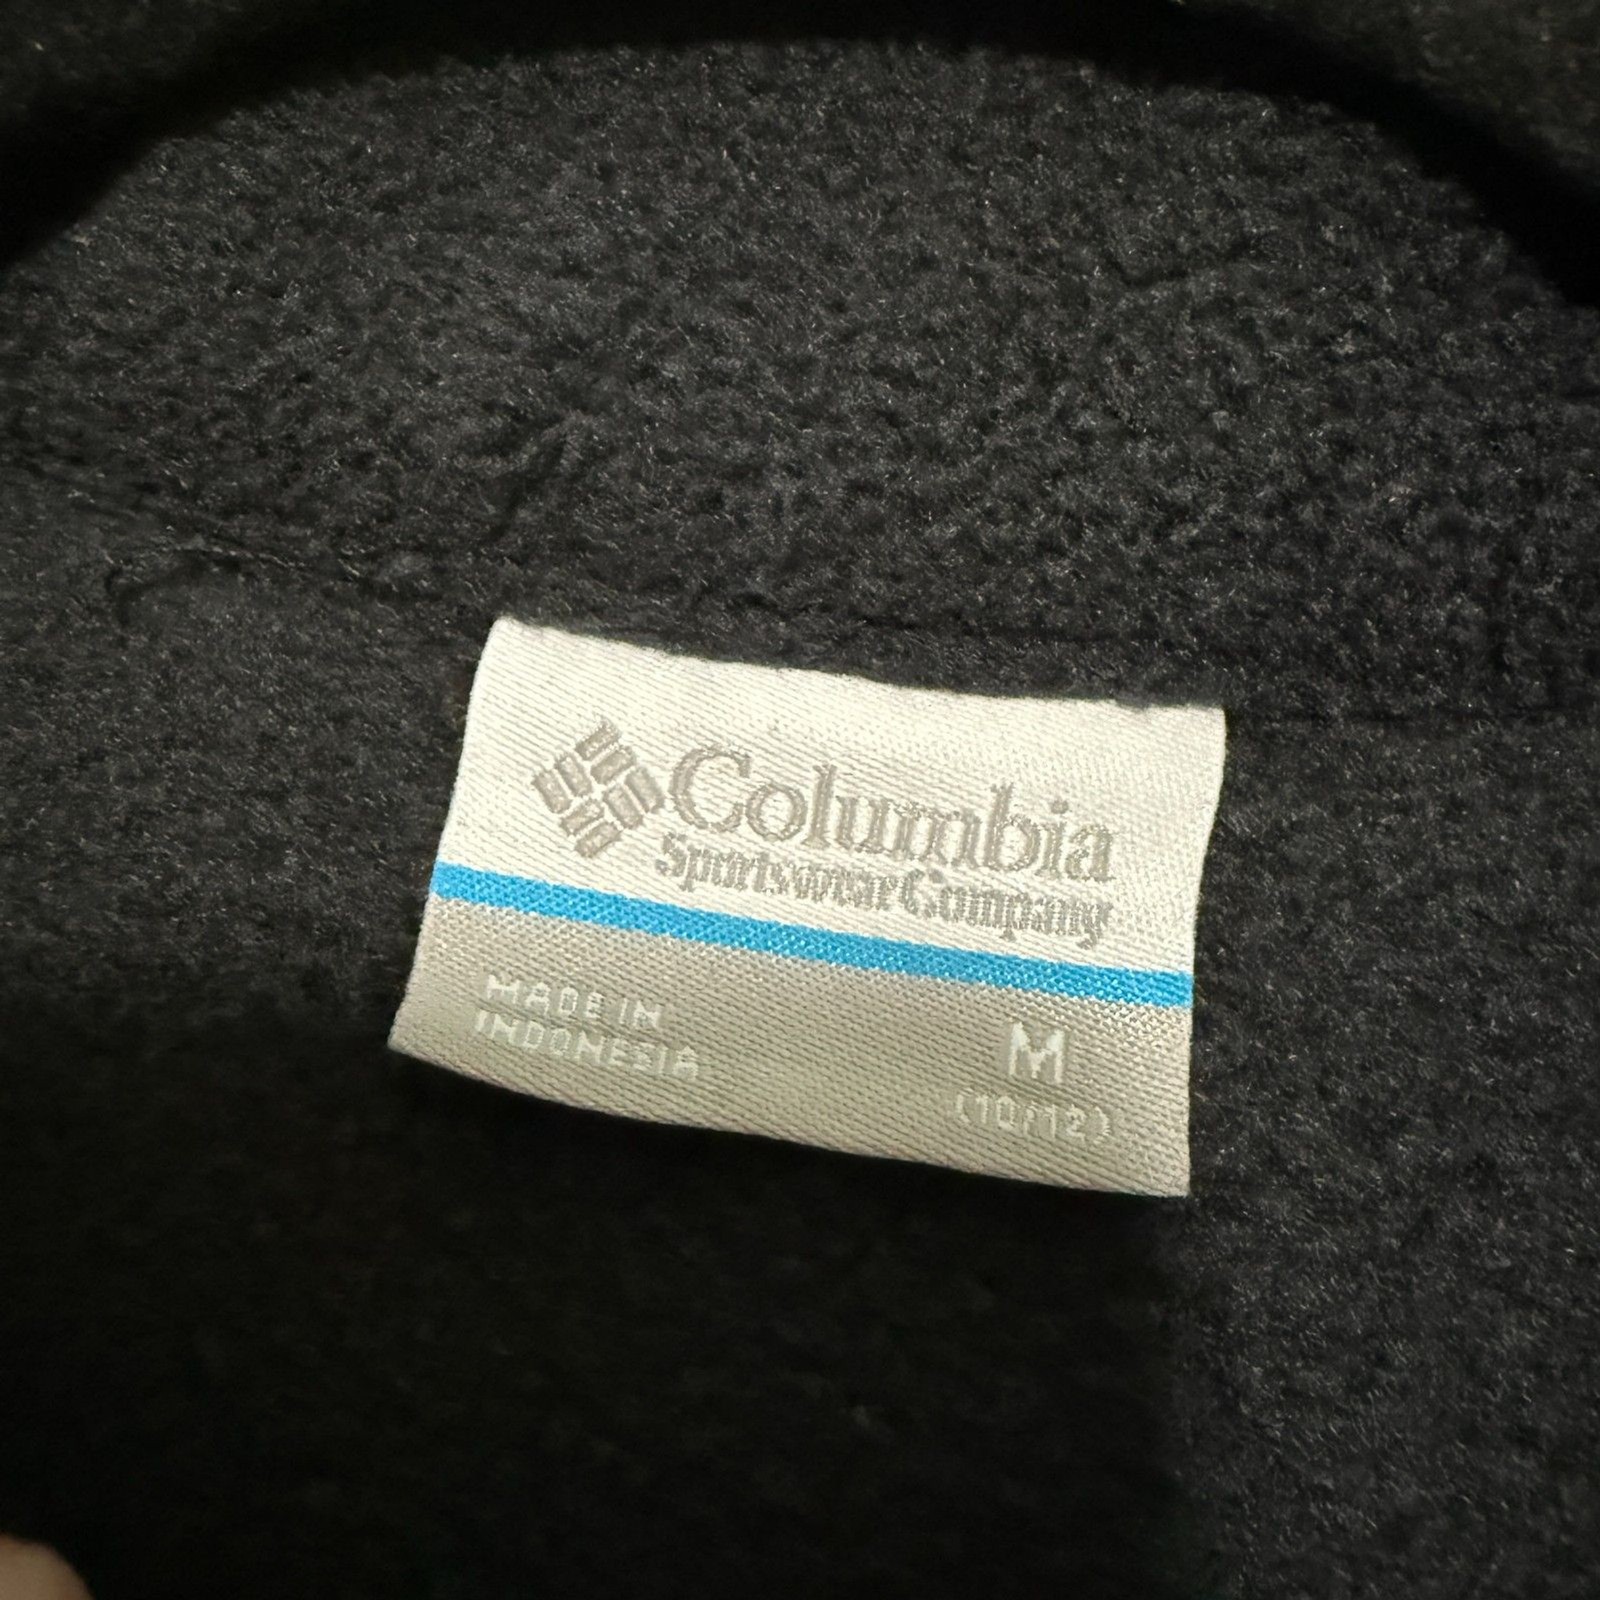 Columbia
Sportswear Company
MADE IN
INDONESIA
M
(10/12)